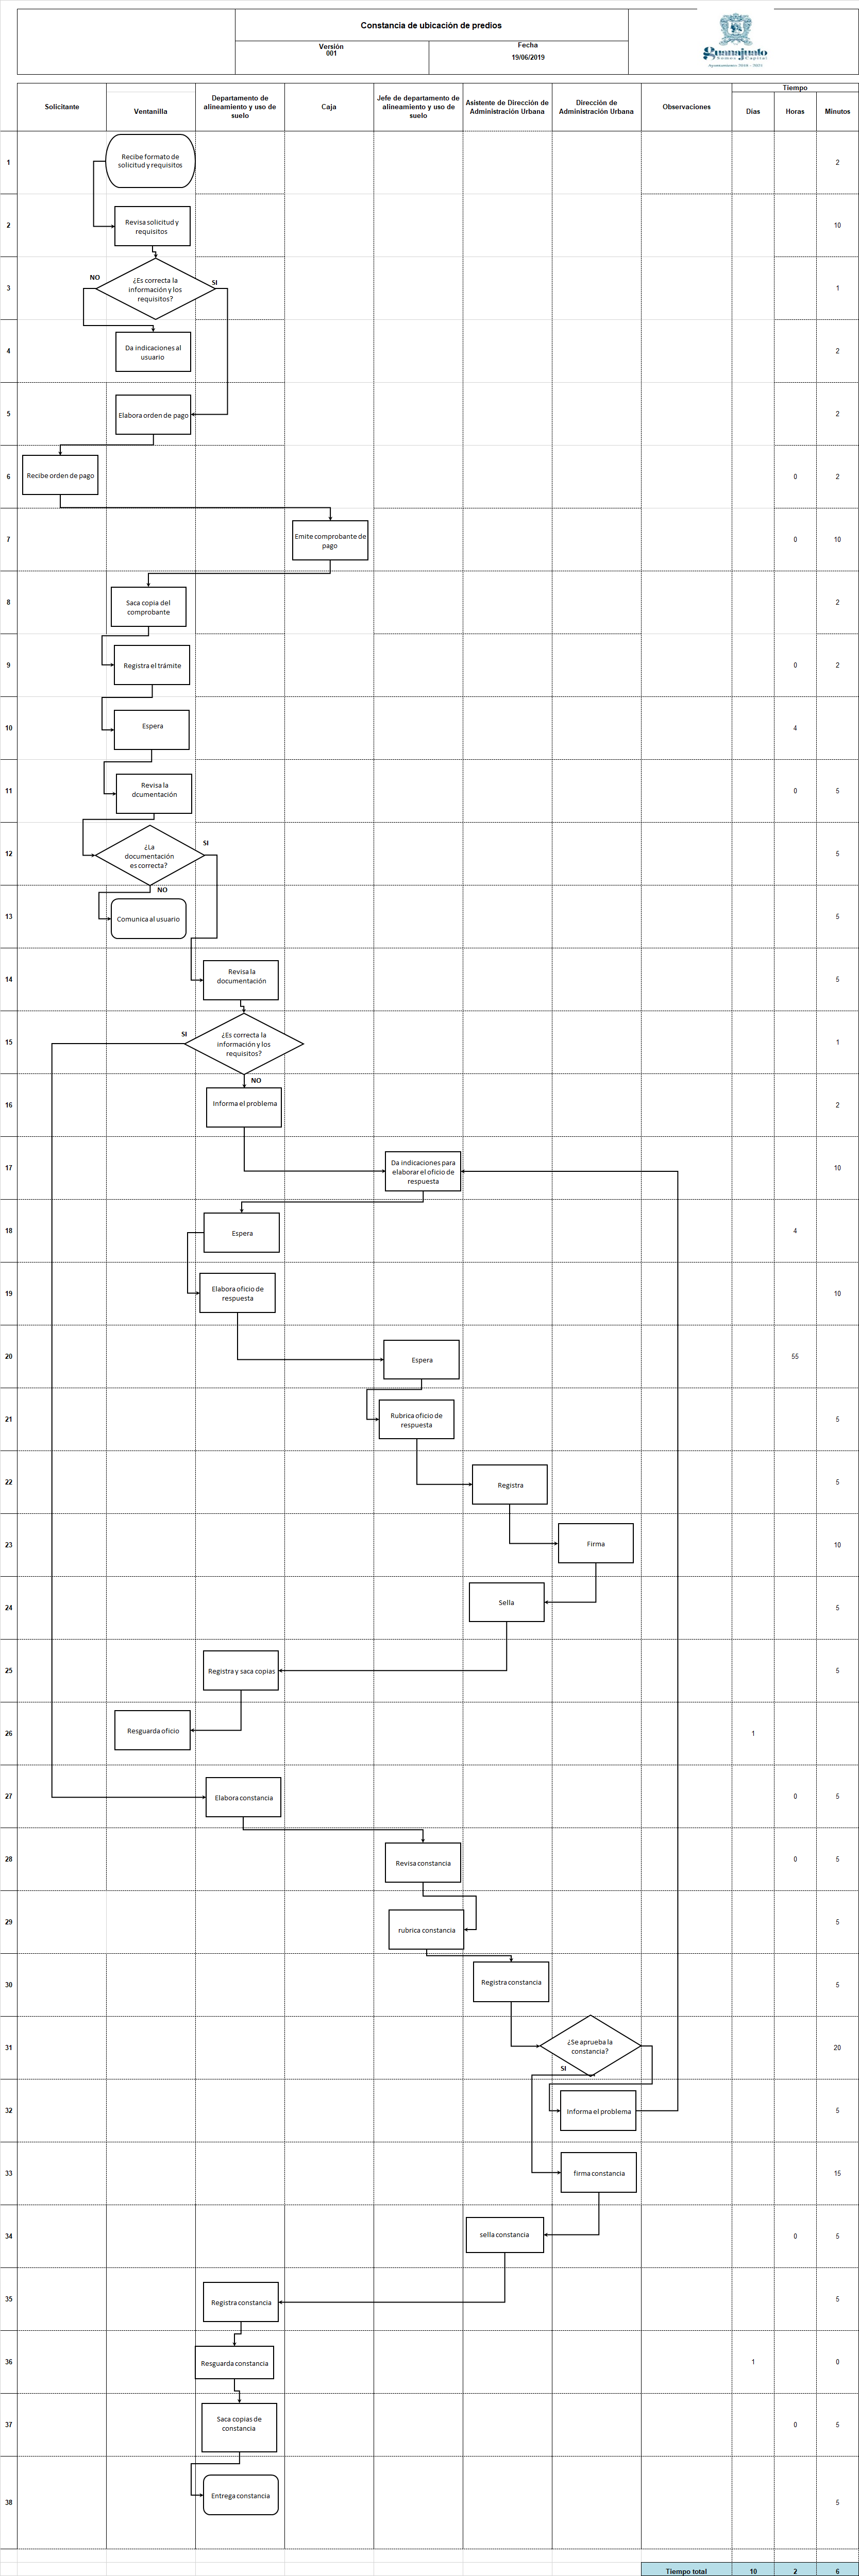 Constancia de ubicación de predios
Versión
001
Fecha
19/06/2019
Guanajuato
Somos Capital
Ayuntamiento 2018 - 2021
Solicitante
Ventanilla
Departamento de
alineamiento y uso de
suelo
Caja
Jefe de departamento de
alineamiento y uso de
suelo
Asistente de Dirección de
Administración Urbana
Dirección de
Administración Urbana
Observaciones
Tiempo
Días
Horas
Minutos
1
Recibe formato de
solicitud y requisitos
2
2
Revisa solicitud y
requisitos
10
3
NO
¿Es correcta la
información y los
requisitos?
SI
1
4
Da indicaciones al
usuario
2
5
Elabora orden de pago
2
6
Recibe orden de pago
0
2
7
Emite comprobante de
pago
0
10
8
Saca copia del
comprobante
2
9
Registra el trámite
0
2
10
Espera
4
11
Revisa la
dcumentación
0
5
12
¿La
documentación
es correcta?
SI
5
NO
13
Comunica al usuario
5
14
Revisa la
documentación
5
15
SI
¿Es correcta la
información y los
requisitos?
1
NO
16
Informa el problema
2
17
Da indicaciones para
elaborar el oficio de
respuesta
10
18
Espera
4
19
Elabora oficio de
respuesta
10
20
Espera
55
21
Rubrica oficio de
respuesta
5
22
Registra
5
23
Firma
10
24
Sella
5
25
Registra y saca copias
5
26
Resguarda oficio
1
27
Elabora constancia
0
5
28
Revisa constancia
0
5
29
rubrica constancia
5
30
Registra constancia
5
31
¿Se aprueba la
constancia?
20
SI
32
Informa el problema
5
33
firma constancia
15
34
sella constancia
0
5
35
Registra constancia
5
36
Resguarda constancia
1
0
37
Saca copias de
constancia
0
5
38
Entrega constancia
5
Tiempo total
10
2
6